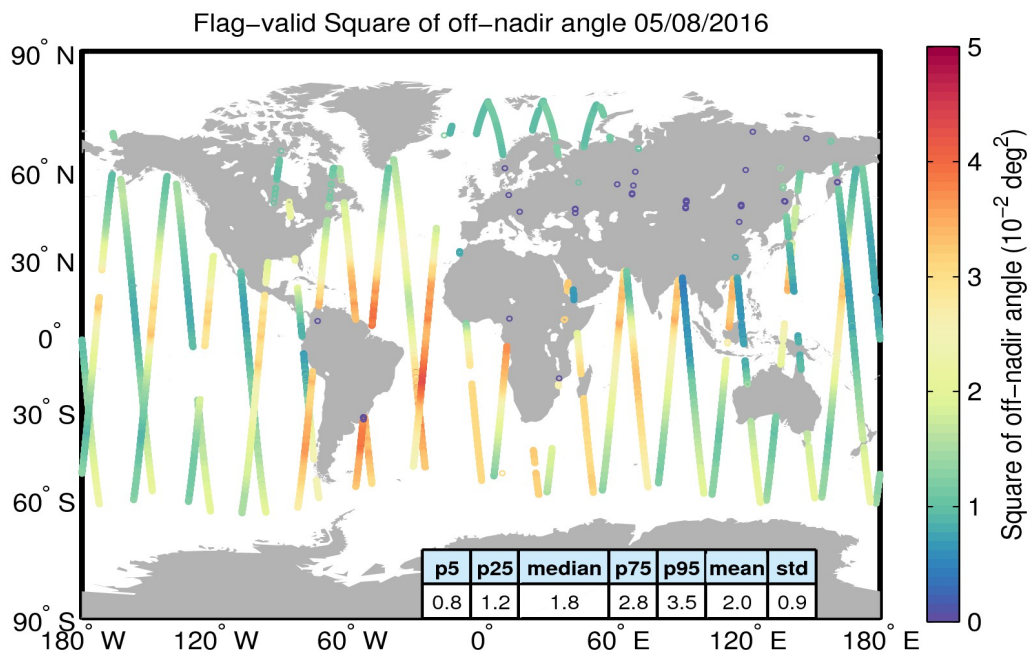 Flag-valid Square of off-nadir angle 05/08/2016
90° N
60° N
30° N
0°
30° S
60° S
90° S
180° W 120° W 60° W 0° 60° E 120° E 180° E
p5 p25 median p75 p95 mean std
0.8 1.2 1.8 2.8 3.5 2.0 0.9
5
4
3
2
1
0
Square of off-nadir angle (10⁻² deg²)